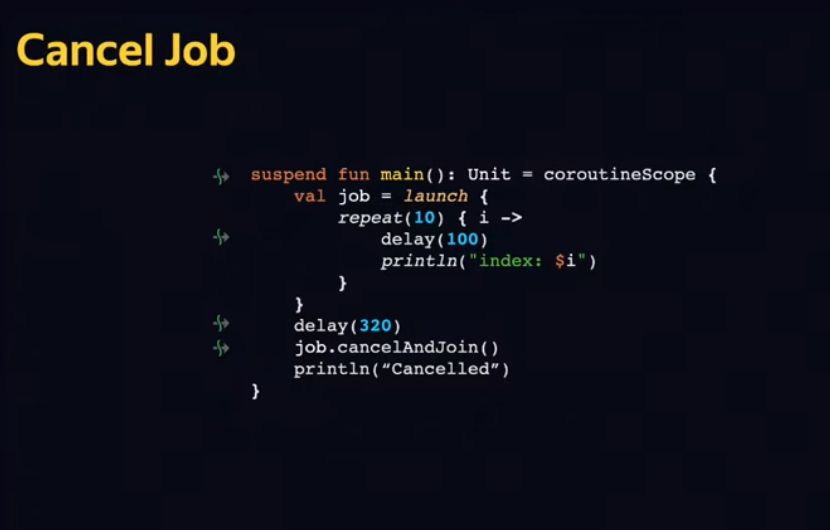 Cancel Job
suspend fun main(): Unit = coroutineScope {
val job = launch {
repeat(10) { i ->
delay(100)
println("index: $i")
}
}
delay(320)
job.cancelAndJoin()
println(“Cancelled”)
}